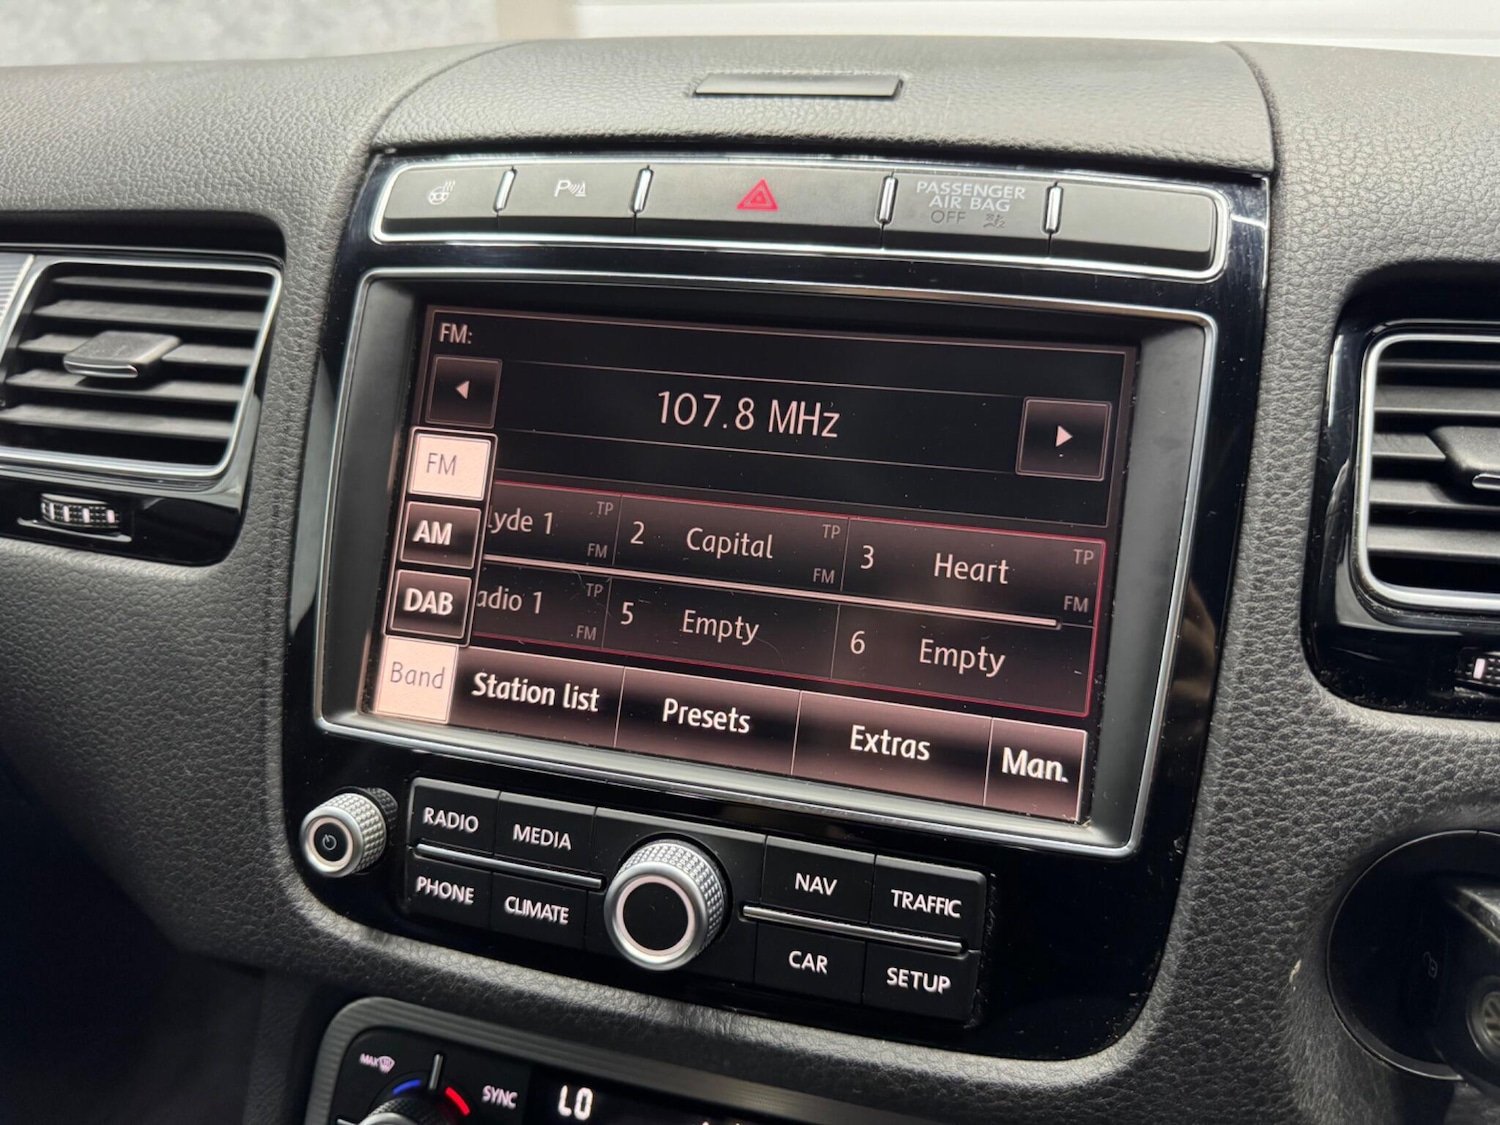 P
PASSENGER
AIR BAG
OFF
FM:
107.8 MHz
FM
AM
DAB
Band
lyde 1 TP FM
2 Capital TP FM
3 Heart TP FM
adio 1 TP FM
5 Empty
6 Empty
Station list
Presets
Extras
Man.
RADIO
MEDIA
PHONE
CLIMATE
NAV
TRAFFIC
CAR
SETUP
MAX
SYNC
LO